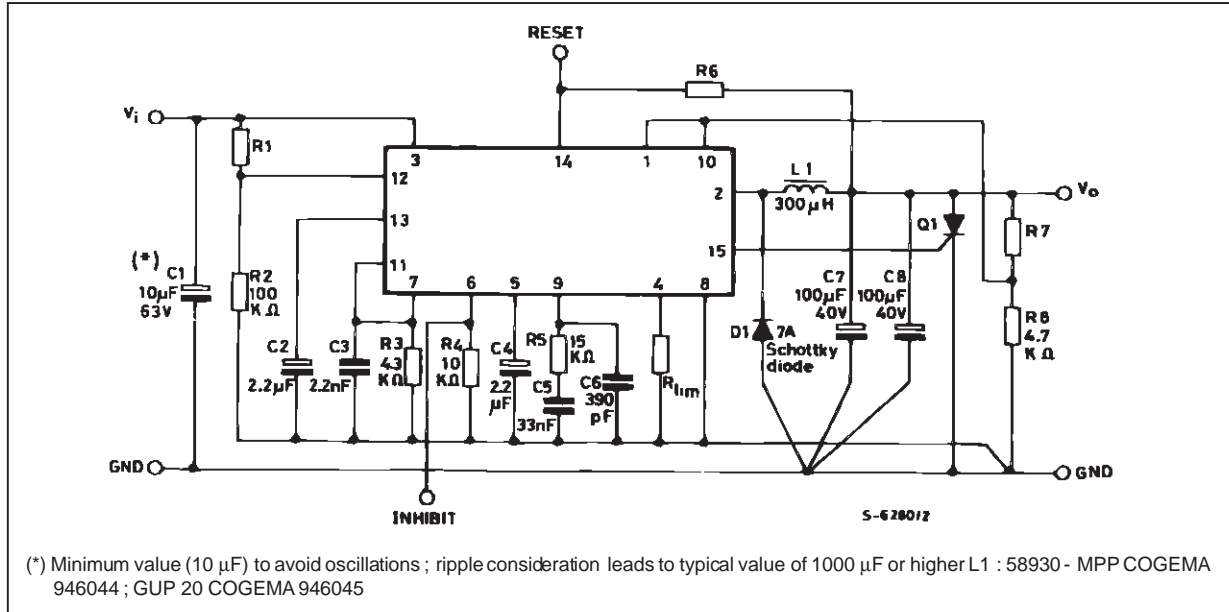 RESET
R6
Vi
R1
3
14
1
10
12
2
L1
300μH
Vo
13
Q1
R7
15
(*)
C1
10μF
63V
R2
100
KΩ
11
7
6
5
9
4
8
C7
100μF
40V
C8
100μF
40V
R8
4.7
KΩ
D1
7A
Schottky
diode
C2
2.2μF
C3
2.2nF
R3
4.3
KΩ
R4
10
KΩ
C4
2.2
μF
R5
15
KΩ
C5
33nF
C6
390
pF
Rlim
GND
GND
INHIBIT
S-6280/2
(*) Minimum value (10 μF) to avoid oscillations ; ripple consideration leads to typical value of 1000 μF or higher L1 : 58930 - MPP COGEMA
946044 ; GUP 20 COGEMA 946045